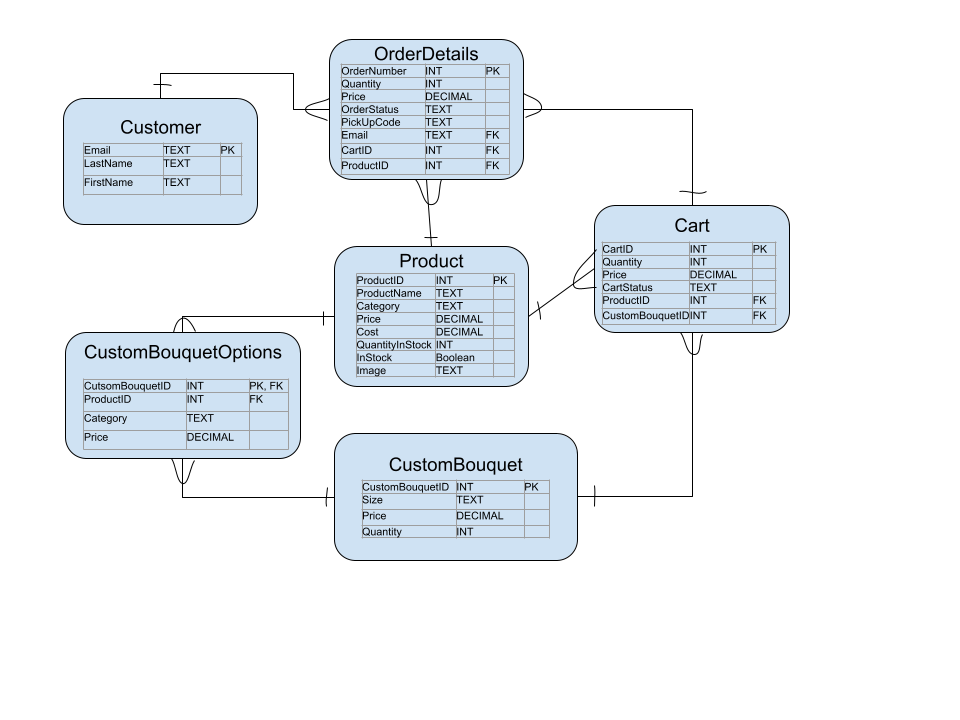 OrderDetails
OrderNumber INT PK
Quantity INT
Price DECIMAL
OrderStatus TEXT
PickUpCode TEXT
Email TEXT FK
CartID INT FK
ProductID INT FK
Customer
Email TEXT PK
LastName TEXT
FirstName TEXT
Cart
CartID INT PK
Quantity INT
Price DECIMAL
CartStatus TEXT
ProductID INT FK
CustomBouquetID INT FK
Product
ProductID INT PK
ProductName TEXT
Category TEXT
Price DECIMAL
Cost DECIMAL
QuantityInStock INT
InStock Boolean
Image TEXT
CustomBouquetOptions
CutsomBouquetID INT PK, FK
ProductID INT FK
Category TEXT
Price DECIMAL
CustomBouquet
CustomBouquetID INT PK
Size TEXT
Price DECIMAL
Quantity INT